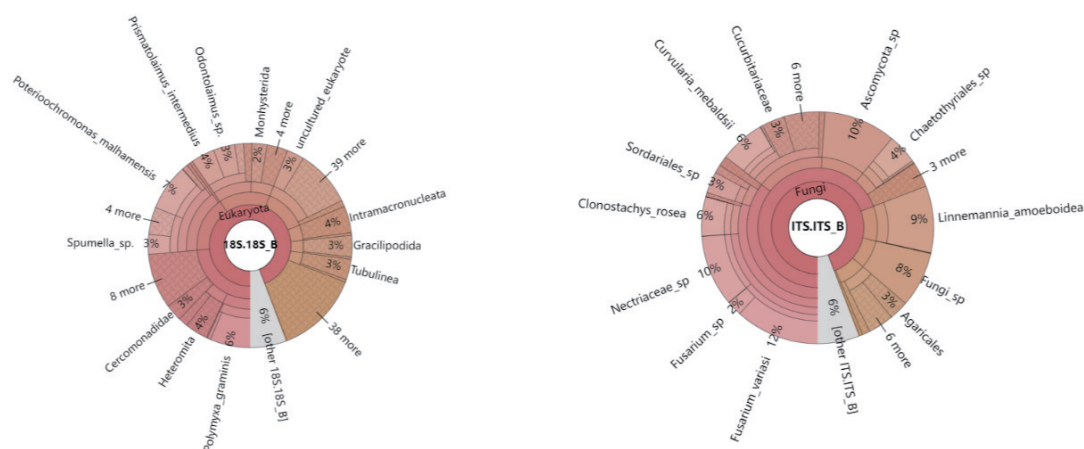 Prismatolaimus_intermedius
4%
Odontolaimus_sp.
3%
Monhysterida
2%
4 more
uncultured_eukaryote
3%
39 more
Intramacronucleata
4%
Gracilipodida
3%
Tubulinea
3%
38 more
[other 18S.18S_B]
6%
Polymyxa_graminis
6%
Heteromita
4%
Cercomonadidae
3%
8 more
Spumella_sp.
3%
4 more
Poterioochromonas_malhamensis
7%
Eukaryota
18S.18S_B
Curvularia_mebaldsii
6%
Cucurbitariaceae
3%
6 more
Ascomycota_sp
10%
Chaetothyriales_sp
4%
3 more
Linnemannia_amoeboidea
9%
Fungi_sp
8%
Agaricales
3%
6 more
[other ITS.ITS_B]
6%
Fusarium_variasi
12%
Fusarium_sp
2%
Nectriaceae_sp
10%
Clonostachys_rosea
6%
Sordariales_sp
3%
Fungi
ITS.ITS_B